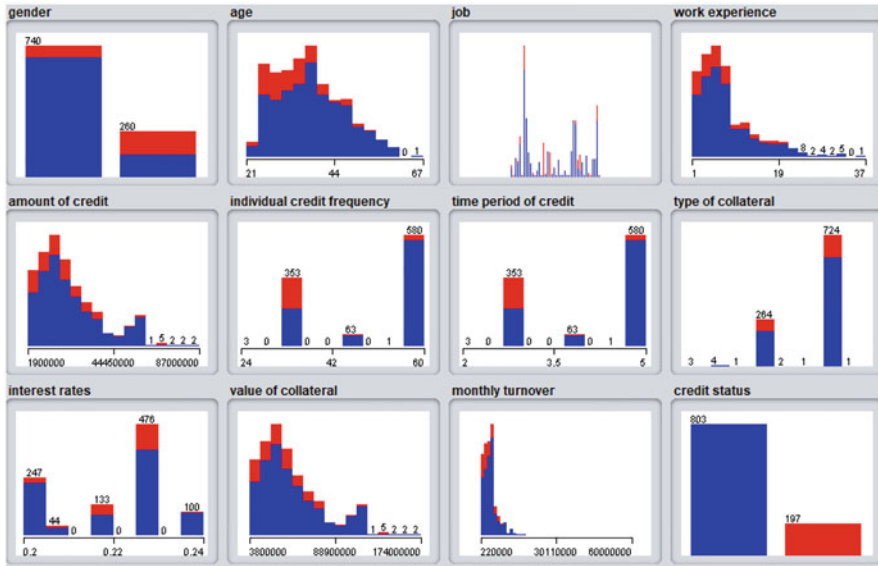 gender
age
job
work experience
740
260
0 1
21 44 67
8 2 4 2 5 0 1
1 19 37
amount of credit
individual credit frequency
time period of credit
type of collateral
1 5 2 2 2
1900000 44450000 87000000
3 0 353 0 0 63 0 1 580
24 42 60
3 0 353 0 0 63 0 1 580
2 3.5 5
3 4 1 264 2 1 724 1
interest rates
value of collateral
monthly turnover
credit status
247 44 0 133 0 476 0 100
0.2 0.22 0.24
1 5 2 2 2
3800000 88900000 174000000
220000 30110000 60000000
803
197